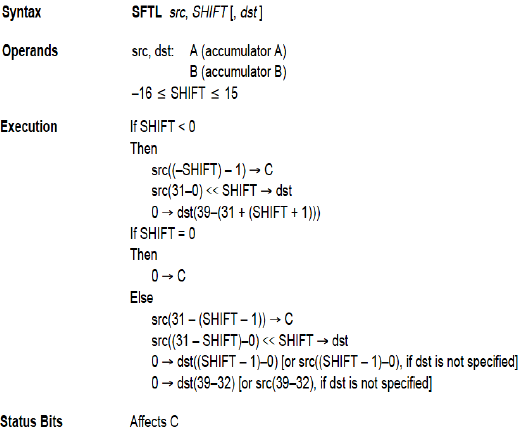 Syntax SFTL src, SHIFT [, dst ]
Operands src, dst: A (accumulator A)
B (accumulator B)
–16 ≤ SHIFT ≤ 15
Execution If SHIFT < 0
Then
src((–SHIFT) – 1) → C
src(31–0) << SHIFT → dst
0 → dst(39–(31 + (SHIFT + 1)))
If SHIFT = 0
Then
0 → C
Else
src(31 – (SHIFT – 1)) → C
src((31 – SHIFT)–0) << SHIFT → dst
0 → dst((SHIFT – 1)–0) [or src((SHIFT – 1)–0), if dst is not specified]
0 → dst(39–32) [or src(39–32), if dst is not specified]
Status Bits Affects C